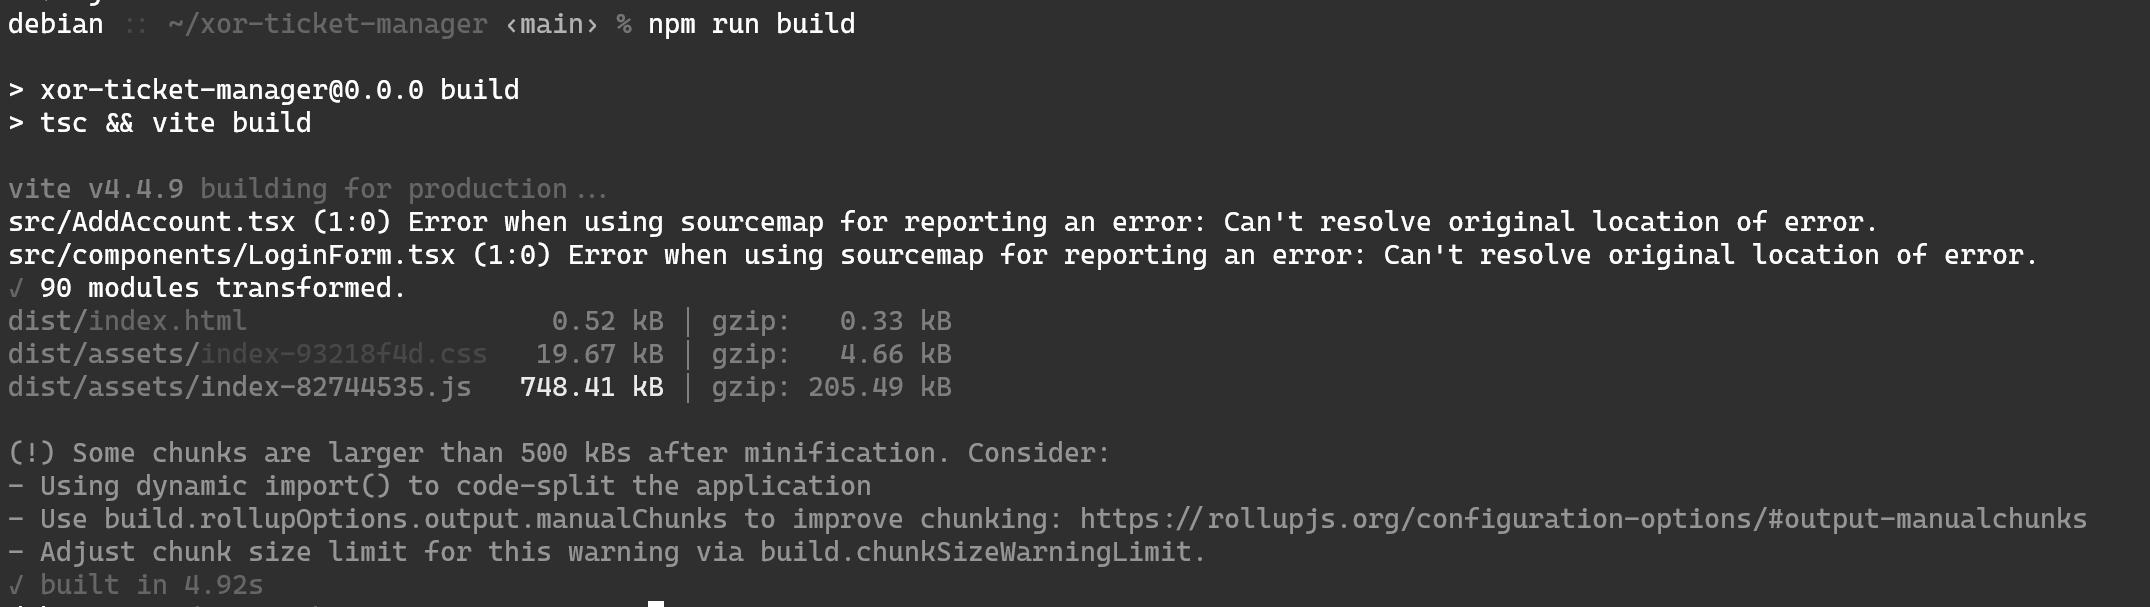 debian :: ~/xor-ticket-manager ‹main› % npm run build
> xor-ticket-manager@0.0.0 build
> tsc && vite build
vite v4.4.9 building for production...
src/AddAccount.tsx (1:0) Error when using sourcemap for reporting an error: Can't resolve original location of error.
src/components/LoginForm.tsx (1:0) Error when using sourcemap for reporting an error: Can't resolve original location of error.
✓ 90 modules transformed.
dist/index.html                   0.52 kB │ gzip:   0.33 kB
dist/assets/index-93218f4d.css   19.67 kB │ gzip:   4.66 kB
dist/assets/index-82744535.js   748.41 kB │ gzip: 205.49 kB
(!) Some chunks are larger than 500 kBs after minification. Consider:
- Using dynamic import() to code-split the application
- Use build.rollupOptions.output.manualChunks to improve chunking: https://rollupjs.org/configuration-options/#output-manualchunks
- Adjust chunk size limit for this warning via build.chunkSizeWarningLimit.
✓ built in 4.92s